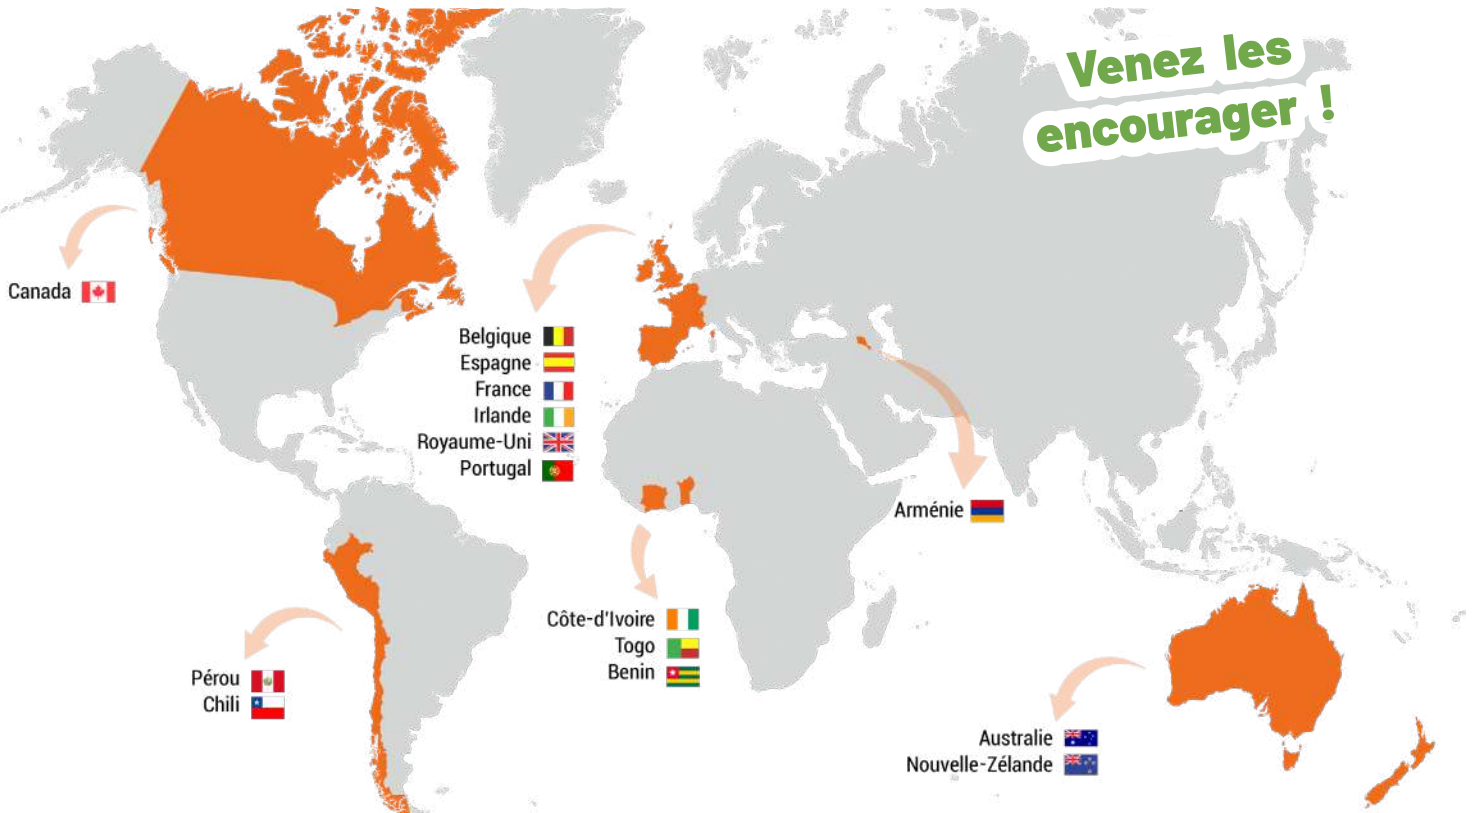 Venez les
encourager !
Canada
Belgique
Espagne
France
Irlande
Royaume-Uni
Portugal
Arménie
Côte-d'Ivoire
Togo
Benin
Pérou
Chili
Australie
Nouvelle-Zélande